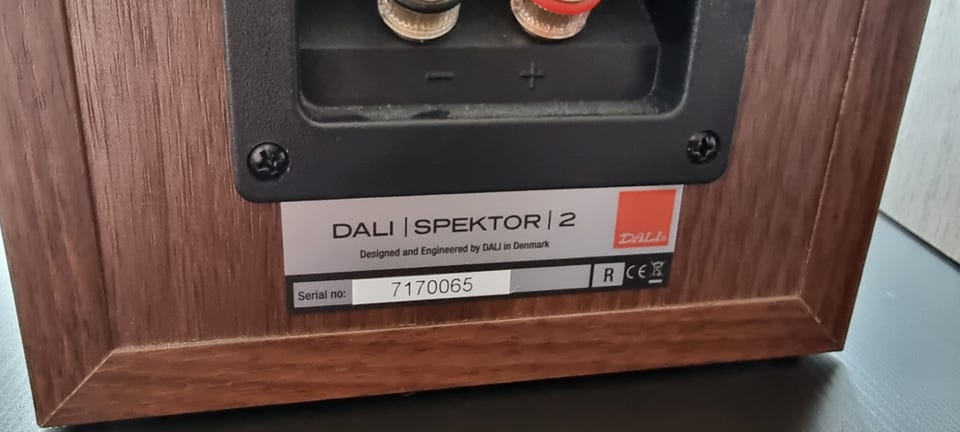 − +
DALI | SPEKTOR | 2
DALI®
Designed and Engineered by DALI in Denmark
Serial no: 7170065 R CE